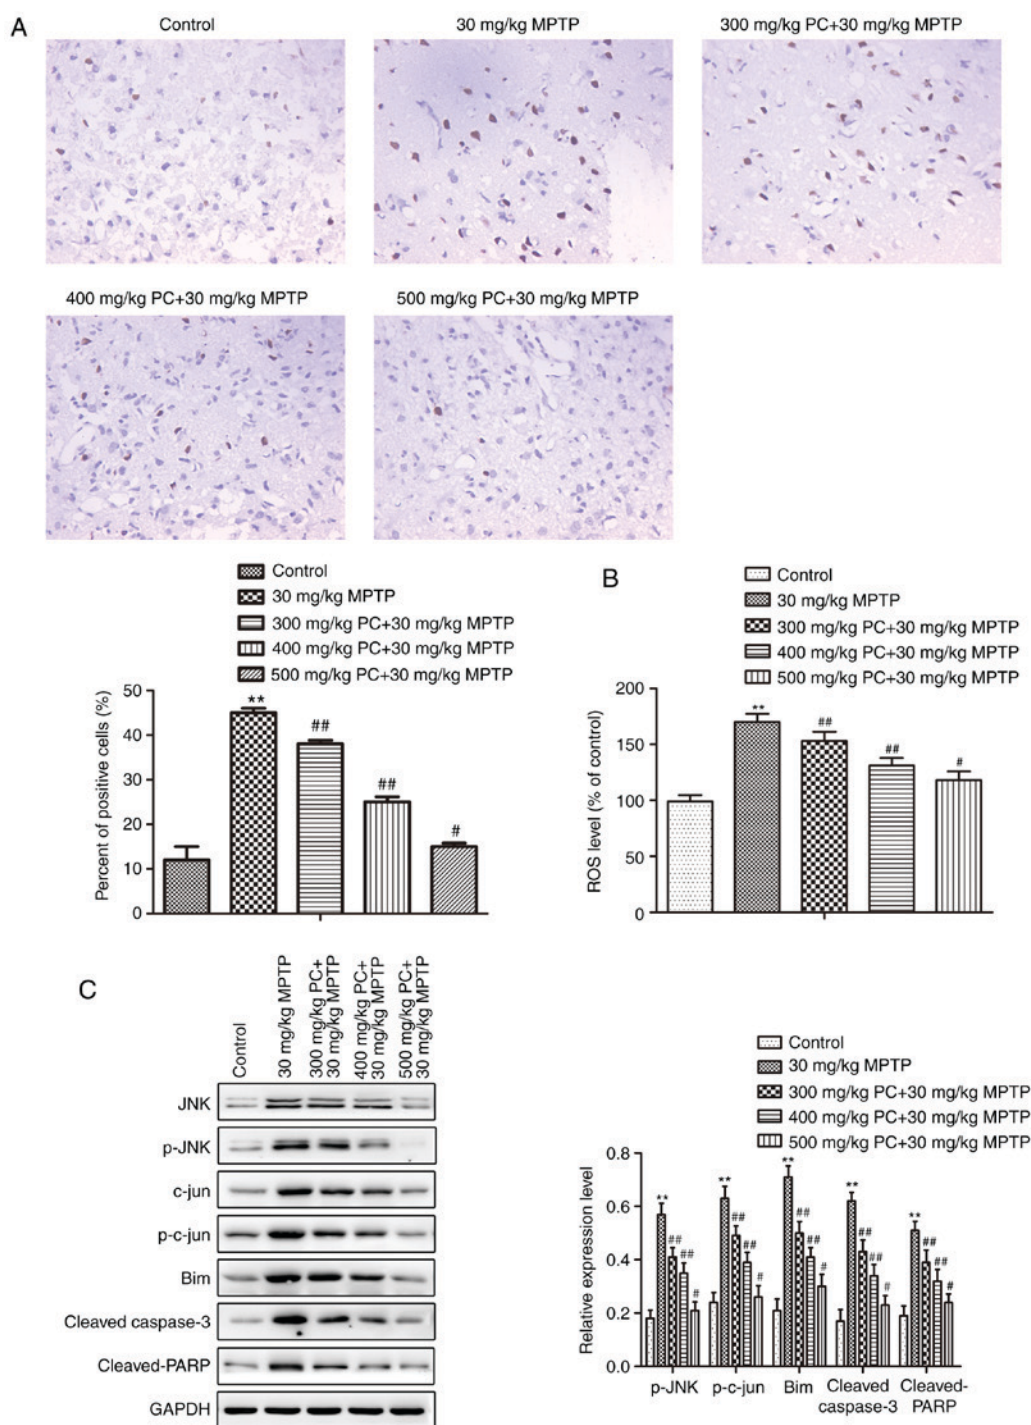 A
Control
30 mg/kg MPTP
300 mg/kg PC+30 mg/kg MPTP
400 mg/kg PC+30 mg/kg MPTP
500 mg/kg PC+30 mg/kg MPTP
Control
30 mg/kg MPTP
300 mg/kg PC+30 mg/kg MPTP
400 mg/kg PC+30 mg/kg MPTP
500 mg/kg PC+30 mg/kg MPTP
Percent of positive cells (%)
50
40
30
20
10
0
**
##
##
#
B
Control
30 mg/kg MPTP
300 mg/kg PC+30 mg/kg MPTP
400 mg/kg PC+30 mg/kg MPTP
500 mg/kg PC+30 mg/kg MPTP
ROS level (% of control)
200
150
100
50
0
**
##
##
#
C
Control
30 mg/kg MPTP
300 mg/kg PC+
30 mg/kg MPTP
400 mg/kg PC+
30 mg/kg MPTP
500 mg/kg PC+
30 mg/kg MPTP
JNK
p-JNK
c-jun
p-c-jun
Bim
Cleaved caspase-3
Cleaved-PARP
GAPDH
Control
30 mg/kg MPTP
300 mg/kg PC+30 mg/kg MPTP
400 mg/kg PC+30 mg/kg MPTP
500 mg/kg PC+30 mg/kg MPTP
Relative expression level
0.8
0.6
0.4
0.2
0.0
**
##
##
#
**
##
##
#
**
##
##
#
**
##
##
#
**
##
##
#
p-JNK
p-c-jun
Bim
Cleaved
caspase-3
Cleaved-
PARP